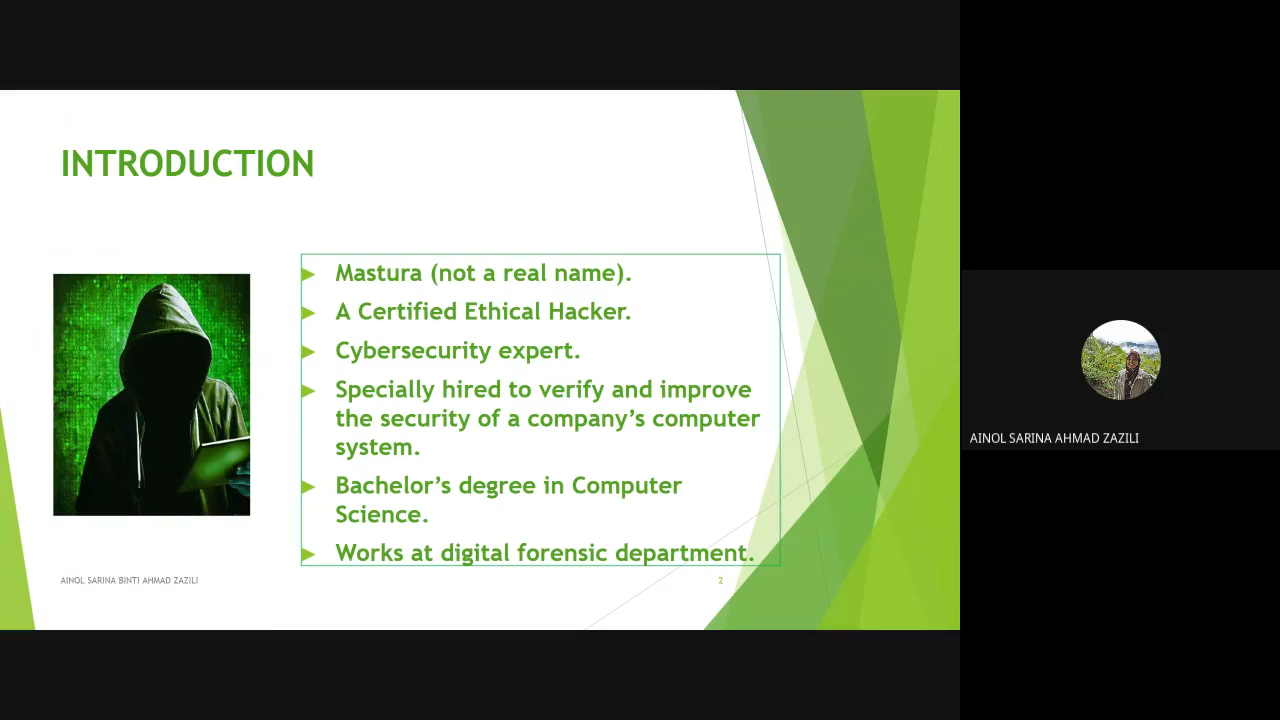 INTRODUCTION
Mastura (not a real name).
A Certified Ethical Hacker.
Cybersecurity expert.
Specially hired to verify and improve
the security of a company’s computer
system.
Bachelor’s degree in Computer
Science.
Works at digital forensic department.
AINOL SARINA BINTI AHMAD ZAZILI
2
AINOL SARINA AHMAD ZAZILI